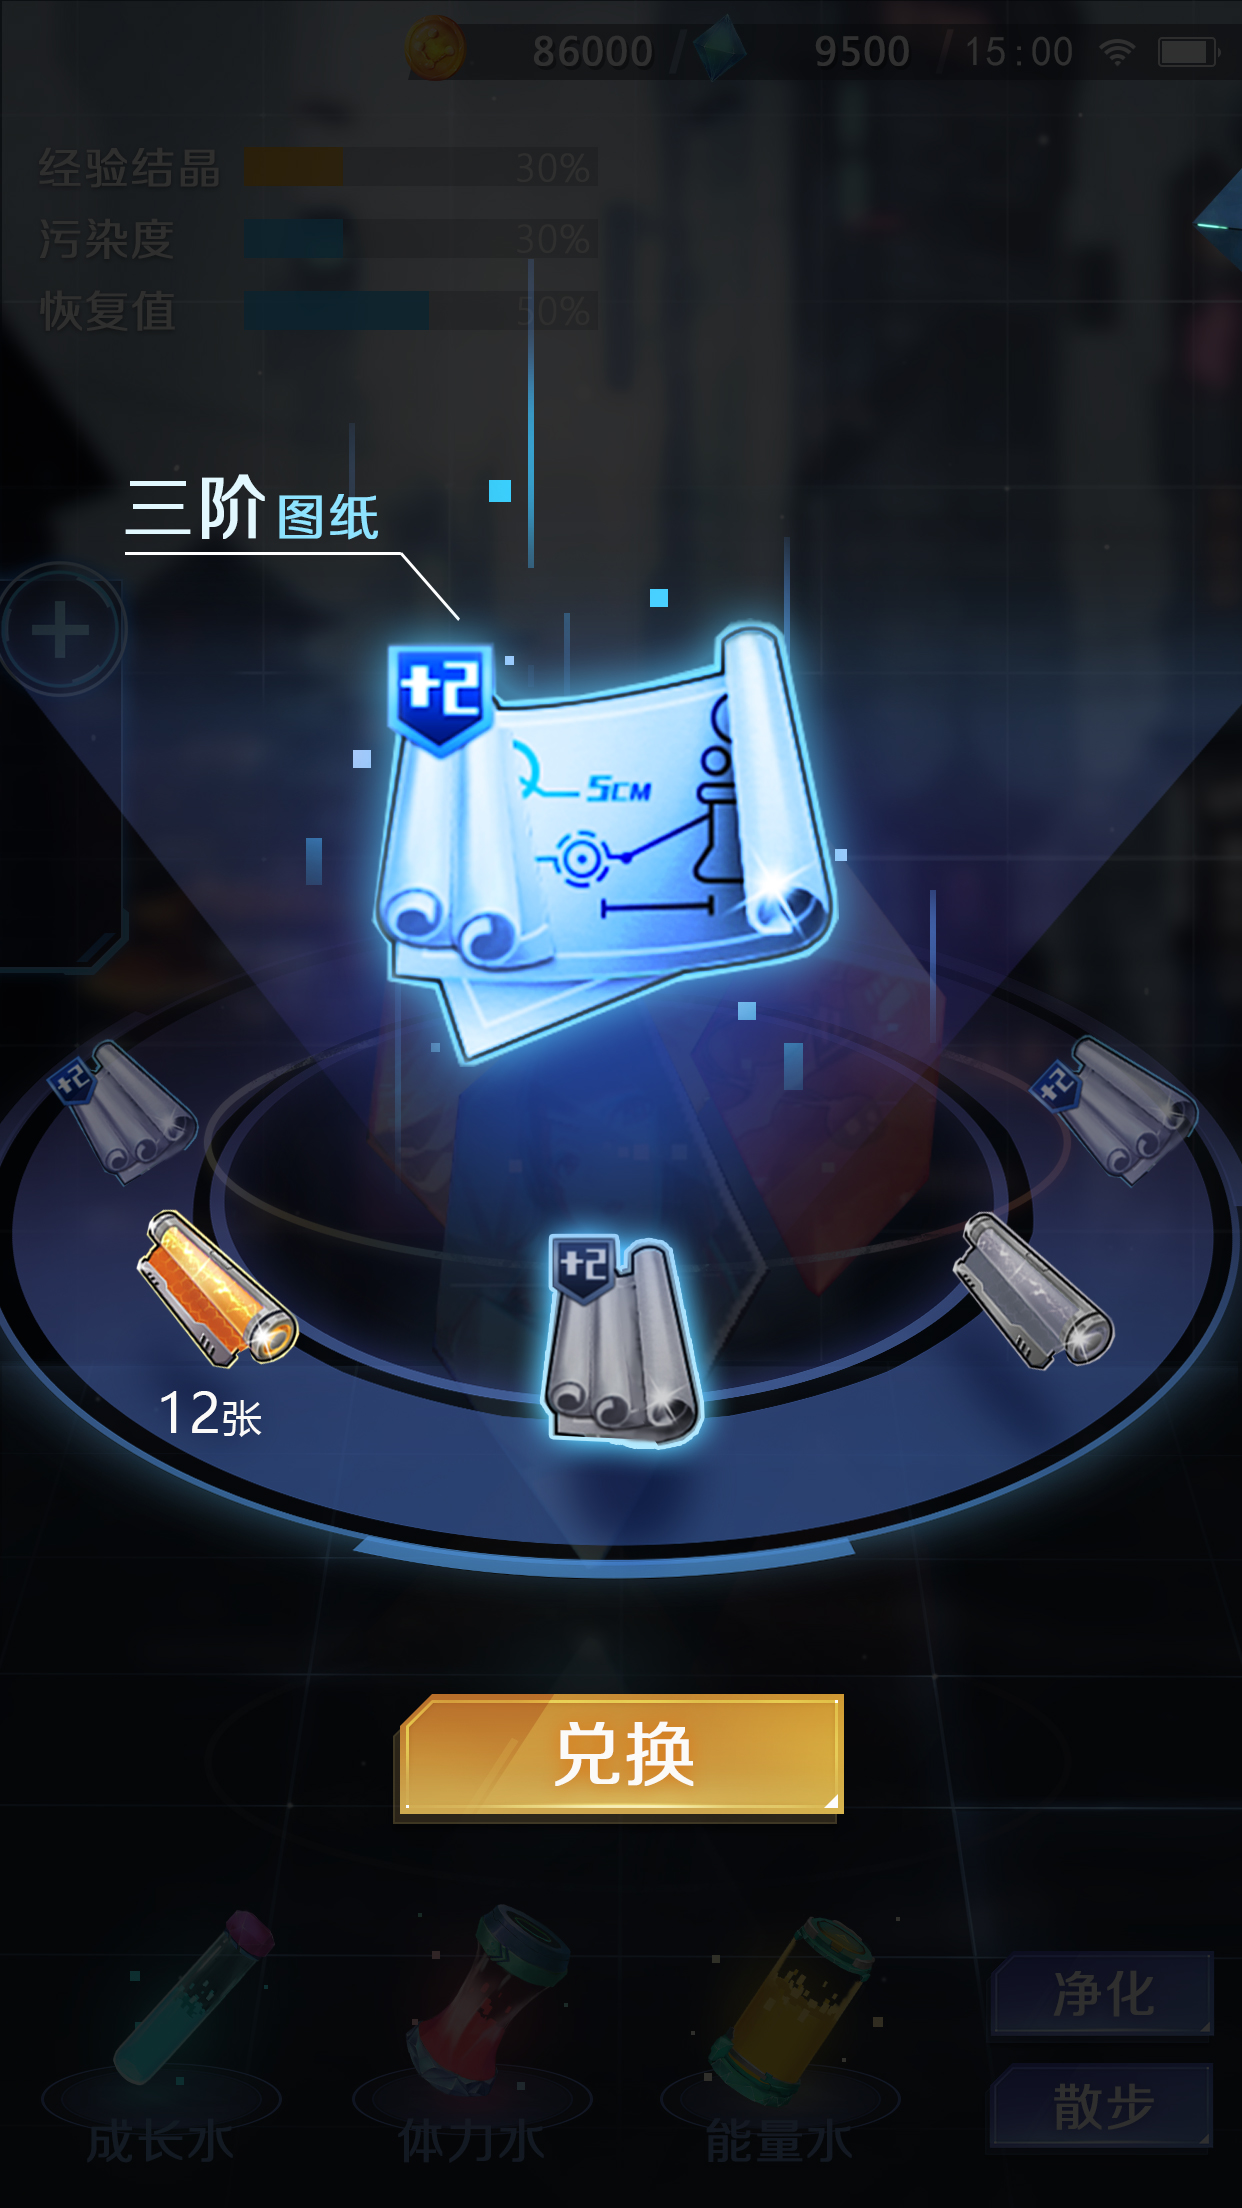 86000 9500 15:00
经验结晶 30%
污染度 30%
恢复值 50%
三阶图纸
+2
5CM
+2
+2
+2
12张
兑换
净化
散步
成长水 体力水 能量水